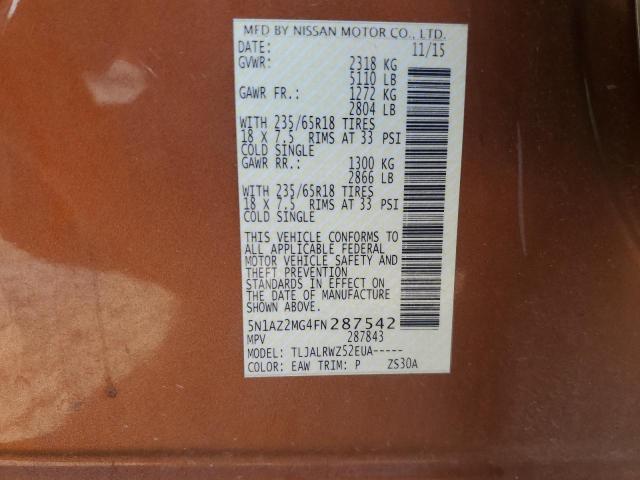 MFD BY NISSAN MOTOR CO., LTD.
DATE: 11/15
GVWR: 2318 KG
5110 LB
GAWR FR.: 1272 KG
2804 LB
WITH 235/65R18 TIRES
18 X 7.5 RIMS AT 33 PSI
COLD SINGLE
GAWR RR.: 1300 KG
2866 LB
WITH 235/65R18 TIRES
18 X 7.5 RIMS AT 33 PSI
COLD SINGLE
THIS VEHICLE CONFORMS TO
ALL APPLICABLE FEDERAL
MOTOR VEHICLE SAFETY AND
THEFT PREVENTION
STANDARDS IN EFFECT ON
THE DATE OF MANUFACTURE
SHOWN ABOVE.
5N1AZ2MG4FN287542
MPV 287843
MODEL: TLJALRWZ52EUA-----
COLOR: EAW TRIM: P ZS30A